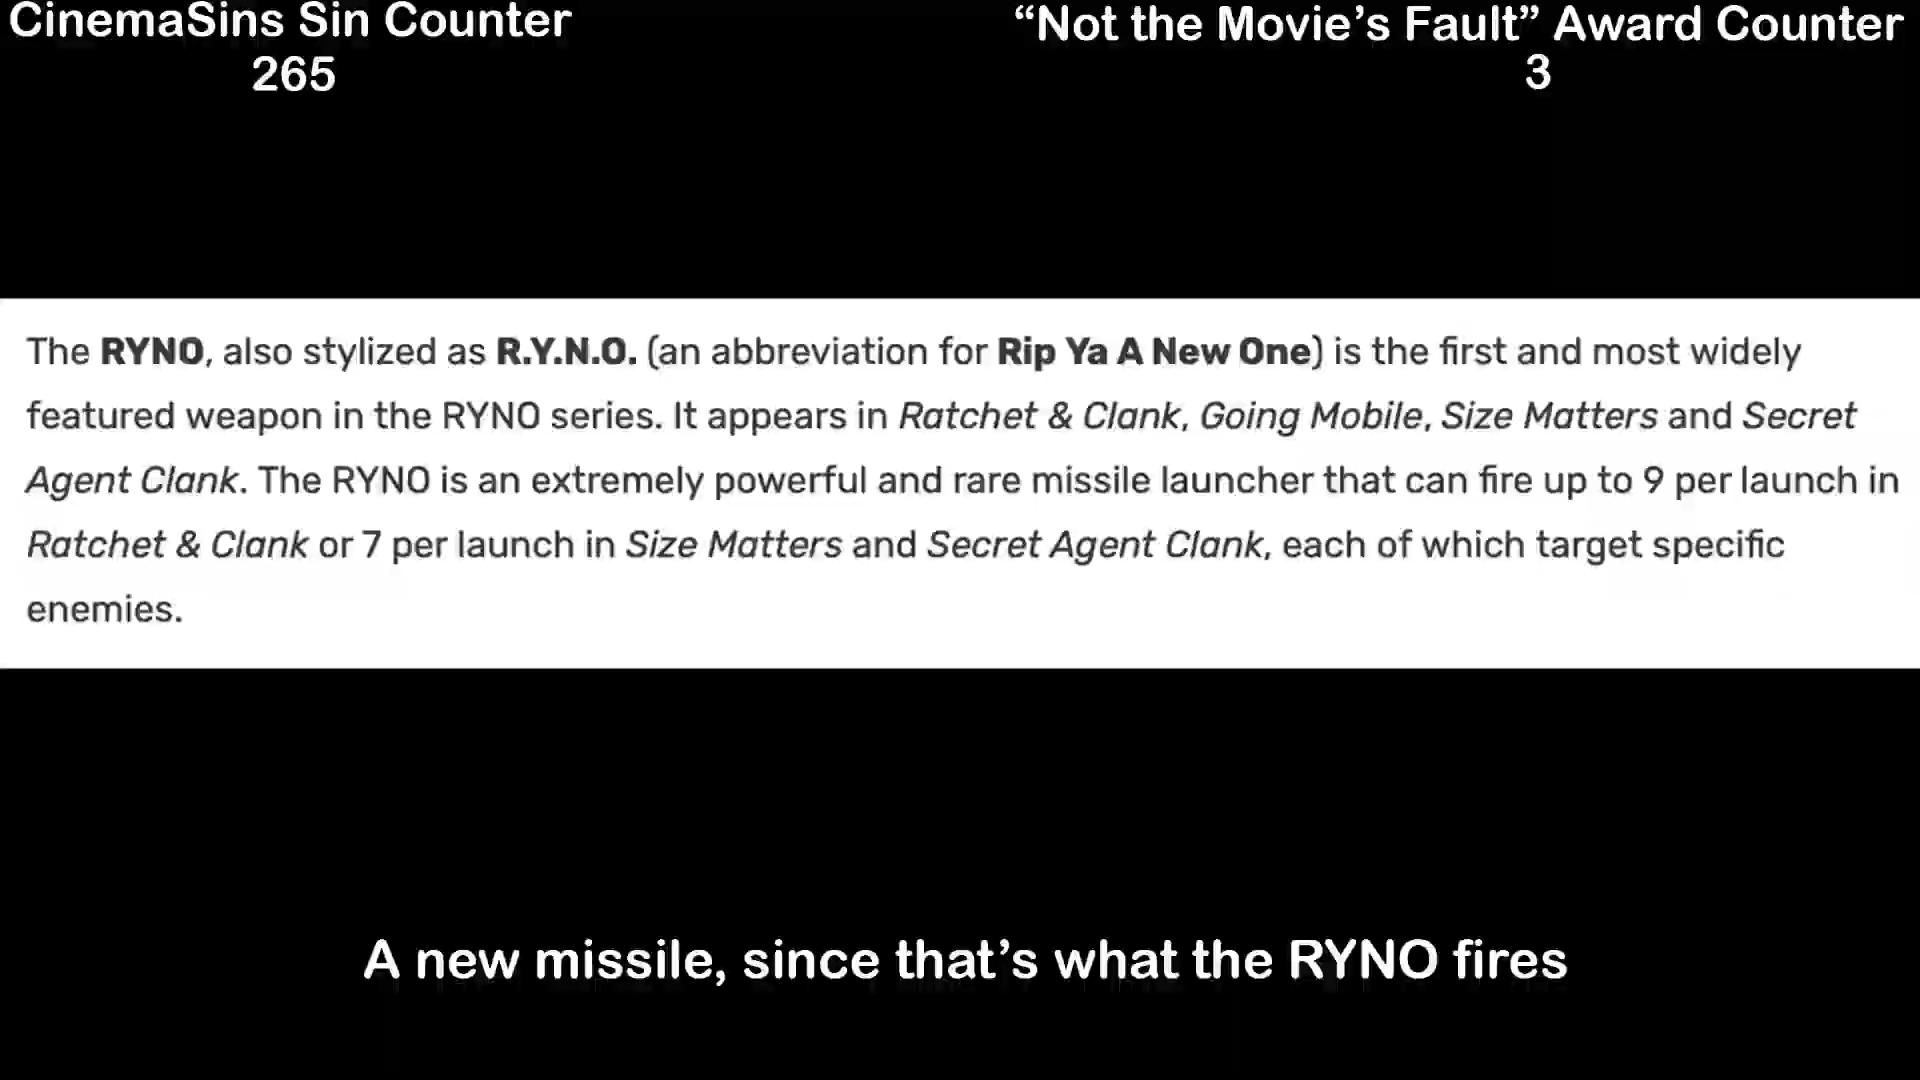 CinemaSins Sin Counter
265
“Not the Movie’s Fault” Award Counter
3
The RYNO, also stylized as R.Y.N.O. (an abbreviation for Rip Ya A New One) is the first and most widely
featured weapon in the RYNO series. It appears in Ratchet & Clank, Going Mobile, Size Matters and Secret
Agent Clank. The RYNO is an extremely powerful and rare missile launcher that can fire up to 9 per launch in
Ratchet & Clank or 7 per launch in Size Matters and Secret Agent Clank, each of which target specific
enemies.
A new missile, since that’s what the RYNO fires